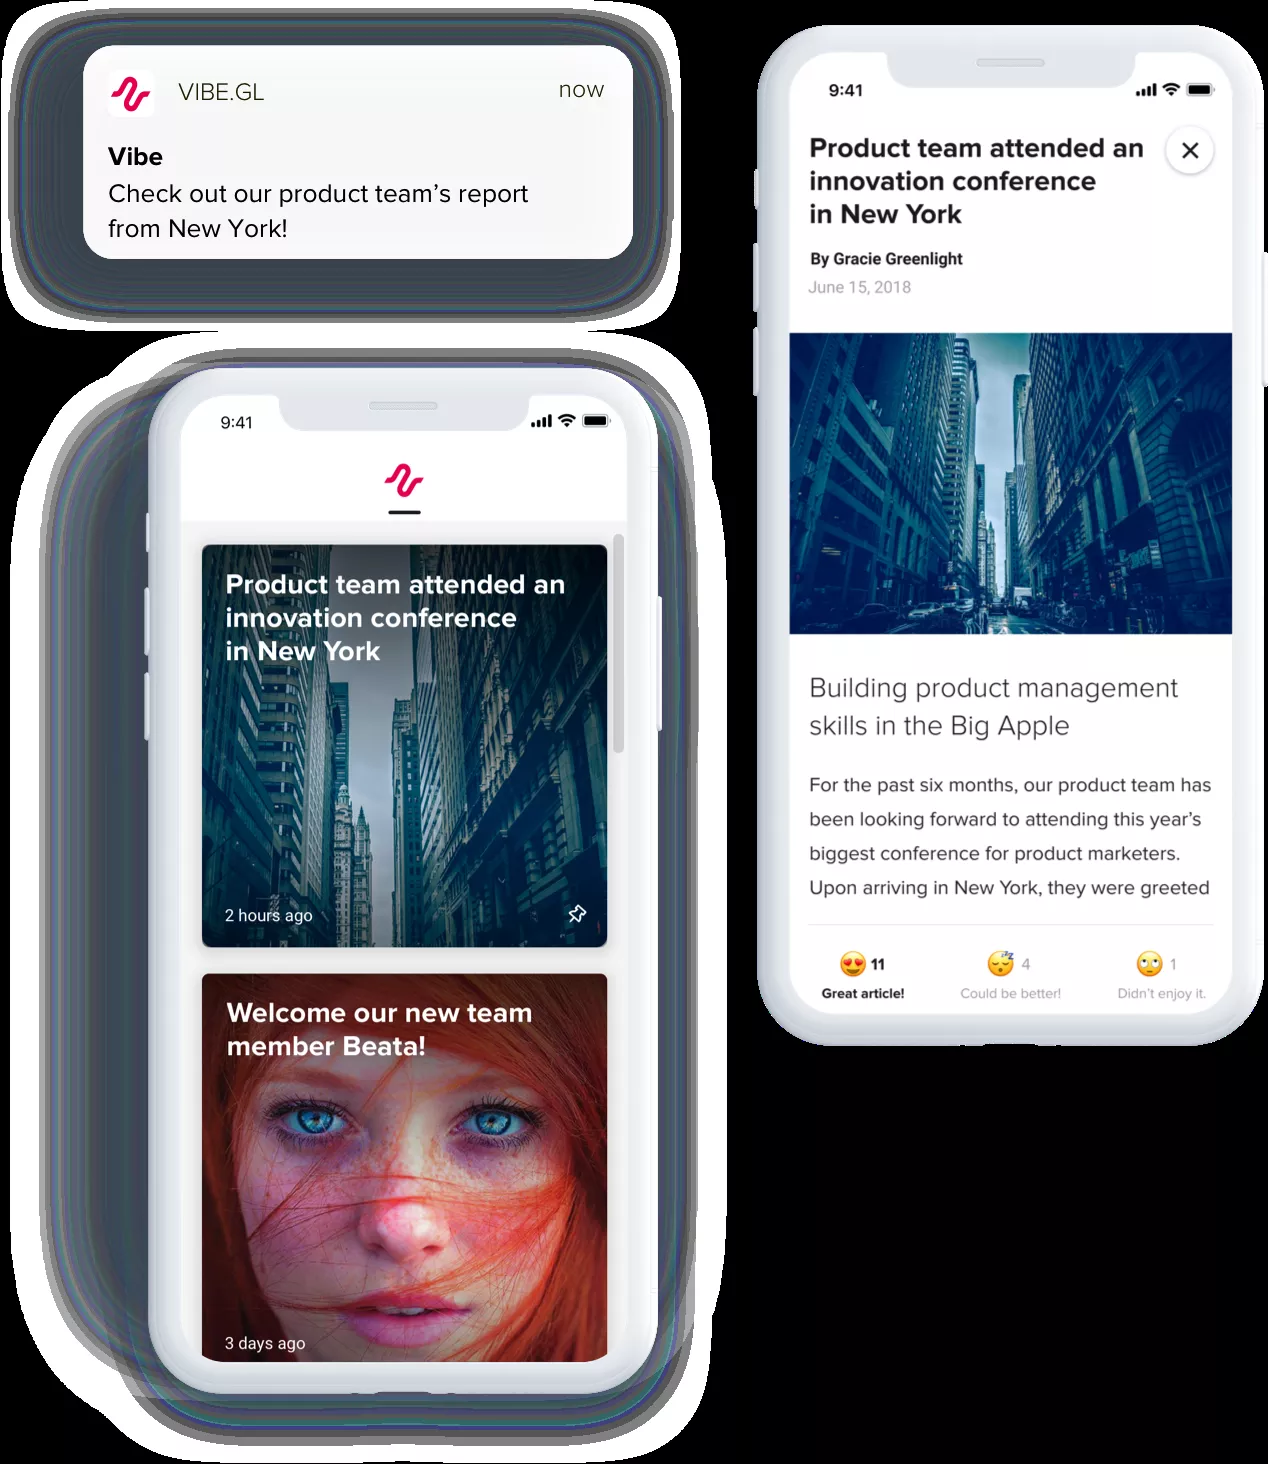 VIBE.GL
now
Vibe
Check out our product team’s report
from New York!
9:41
Product team attended an
innovation conference
in New York
2 hours ago
Welcome our new team
member Beata!
3 days ago
9:41
Product team attended an
innovation conference
in New York
By Gracie Greenlight
June 15, 2018
Building product management
skills in the Big Apple
For the past six months, our product team has
been looking forward to attending this year’s
biggest conference for product marketers.
Upon arriving in New York, they were greeted
11
Great article!
4
Could be better!
1
Didn’t enjoy it.